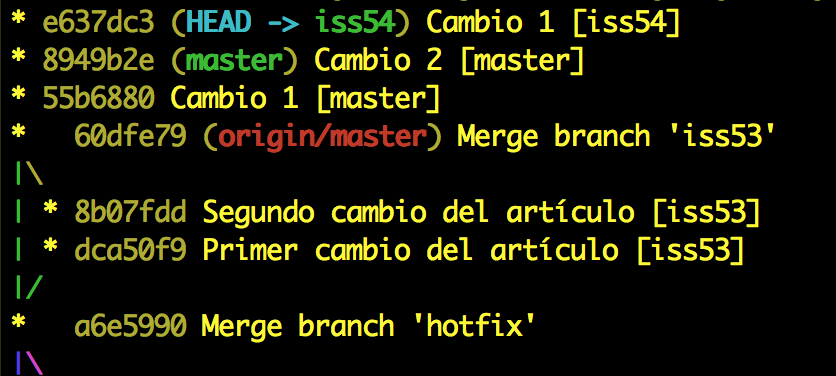 * e637dc3 (HEAD -> iss54) Cambio 1 [iss54]
* 8949b2e (master) Cambio 2 [master]
* 55b6880 Cambio 1 [master]
*   60dfe79 (origin/master) Merge branch 'iss53'
|\
| * 8b07fdd Segundo cambio del artículo [iss53]
| * dca50f9 Primer cambio del artículo [iss53]
|/
*   a6e5990 Merge branch 'hotfix'
|\